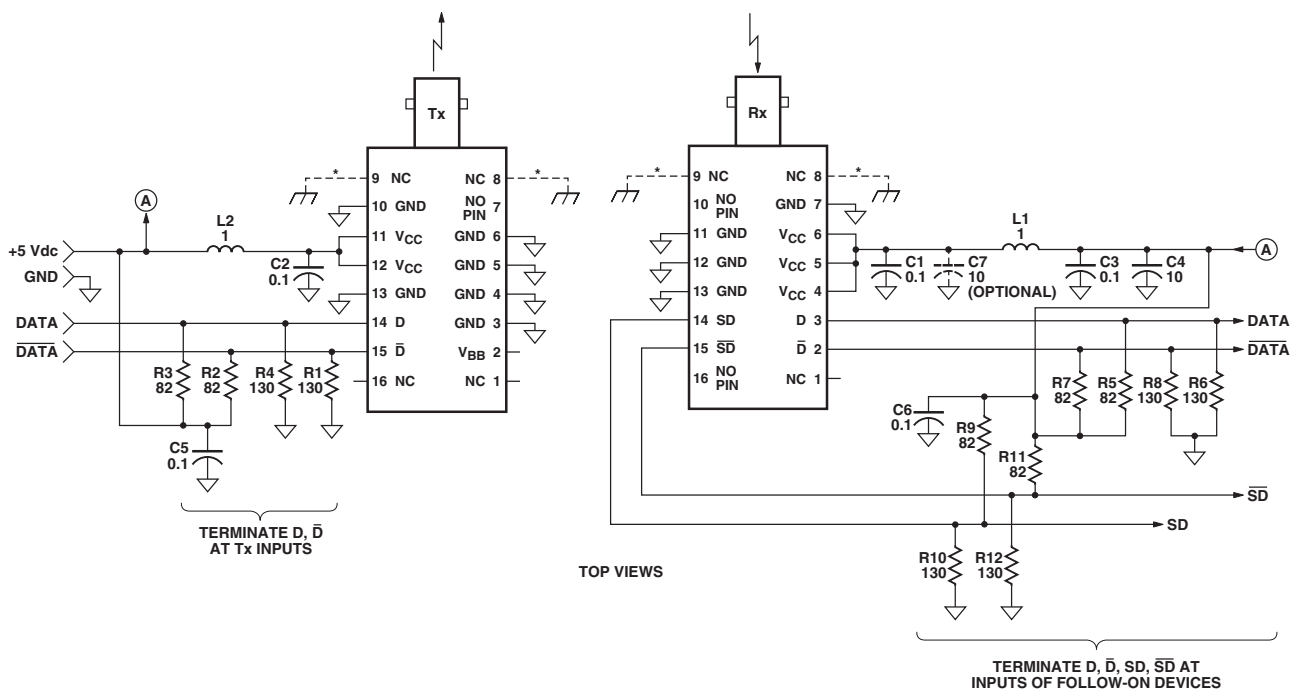 Tx
Rx
*
9 NC
NC 8
*
10 GND
NO PIN 7
11 VCC
GND 6
12 VCC
GND 5
13 GND
GND 4
14 D
GND 3
15 D̅
VBB 2
16 NC
NC 1
A
+5 Vdc
L2
1
C2
0.1
GND
DATA
D̅A̅T̅A̅
R3
82
R2
82
R4
130
R1
130
C5
0.1
TERMINATE D, D̅
AT Tx INPUTS
*
9 NC
NC 8
*
10 NO PIN
GND 7
11 GND
VCC 6
12 GND
VCC 5
13 GND
VCC 4
14 SD
D 3
15 S̅D̅
D̅ 2
16 NO PIN
NC 1
L1
1
A
C1
0.1
C7
10
(OPTIONAL)
C3
0.1
C4
10
DATA
D̅A̅T̅A̅
R7
82
R5
82
R8
130
R6
130
C6
0.1
R9
82
R11
82
S̅D̅
SD
R10
130
R12
130
TOP VIEWS
TERMINATE D, D̅, SD, S̅D̅ AT
INPUTS OF FOLLOW-ON DEVICES